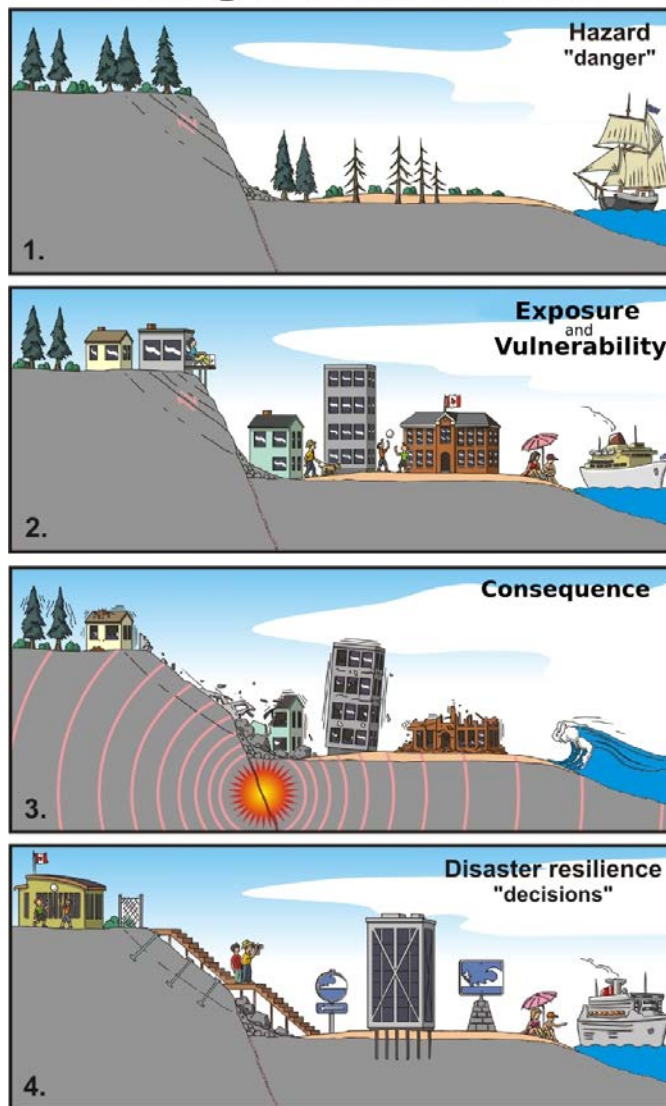 Hazard
"danger"
1.
Exposure
and
Vulnerability
2.
Consequence
3.
Disaster resilience
"decisions"
4.